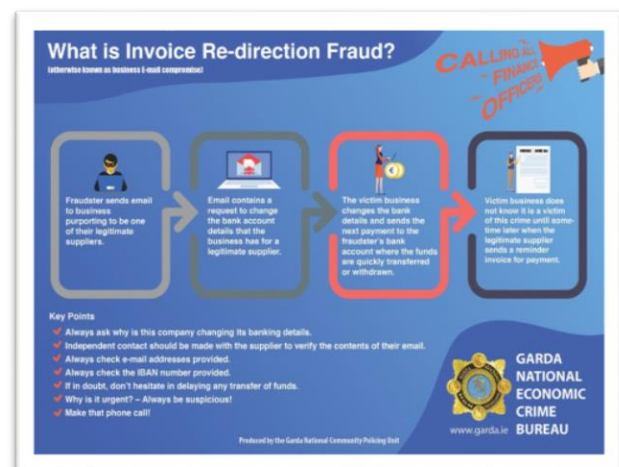 What is Invoice Re-direction Fraud?
(otherwise known as business E-mail compromise)
CALLING ALL
FINANCE
OFFICERS
Fraudster sends email
to business
purporting to be one
of their legitimate
suppliers.
Email contains a
request to change
the bank account
details that the
business has for a
legitimate supplier.
The victim business
changes the bank
details and sends the
next payment to the
fraudster's bank
account where the funds
are quickly transferred
or withdrawn.
Victim business does
not know it is a victim
of this crime until some-
time later when the
legitimate supplier
sends a reminder
invoice for payment.
Key Points
Always ask why is this company changing its banking details.
Independent contact should be made with the supplier to verify the contents of their email.
Always check e-mail addresses provided.
Always check the IBAN number provided.
If in doubt, don't hesitate in delaying any transfer of funds.
Why is it urgent? – Always be suspicious!
Make that phone call!
GARDA
NATIONAL
ECONOMIC
CRIME
BUREAU
www.garda.ie
Produced by the Garda National Community Policing Unit